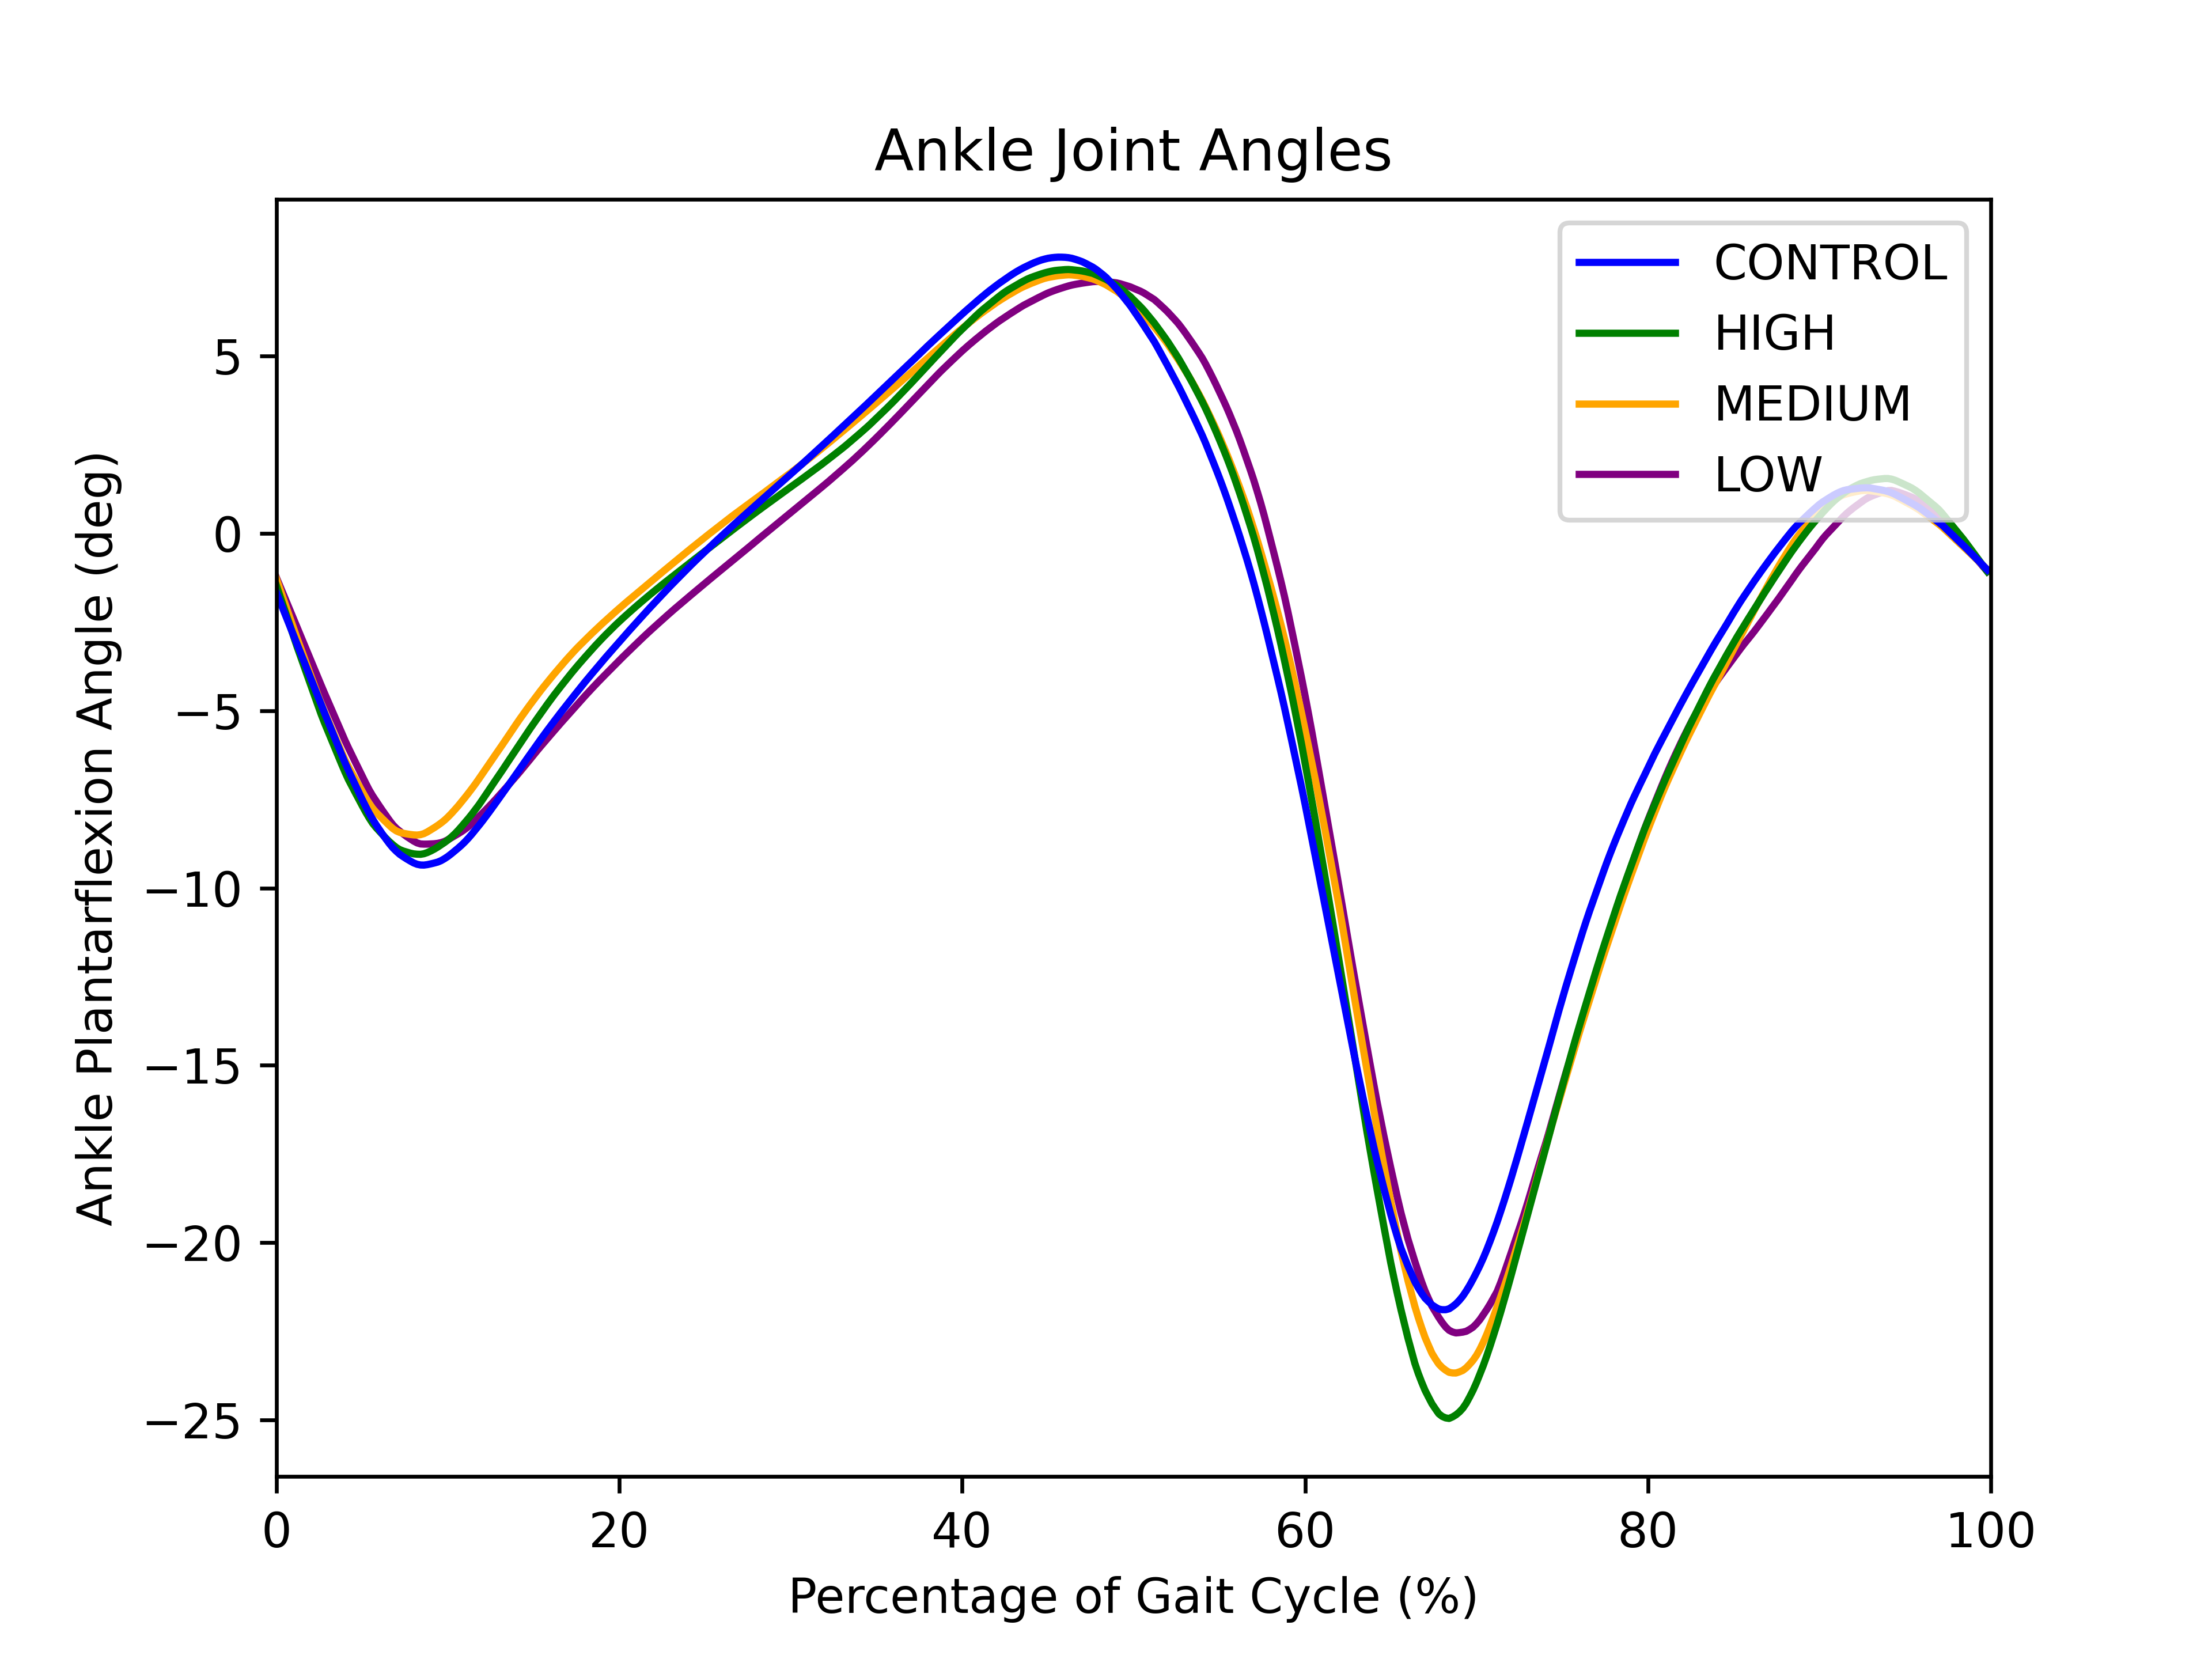 Ankle Joint Angles
CONTROL
HIGH
MEDIUM
LOW
Ankle Plantarflexion Angle (deg)
5
0
−5
−10
−15
−20
−25
0 20 40 60 80 100
Percentage of Gait Cycle (%)